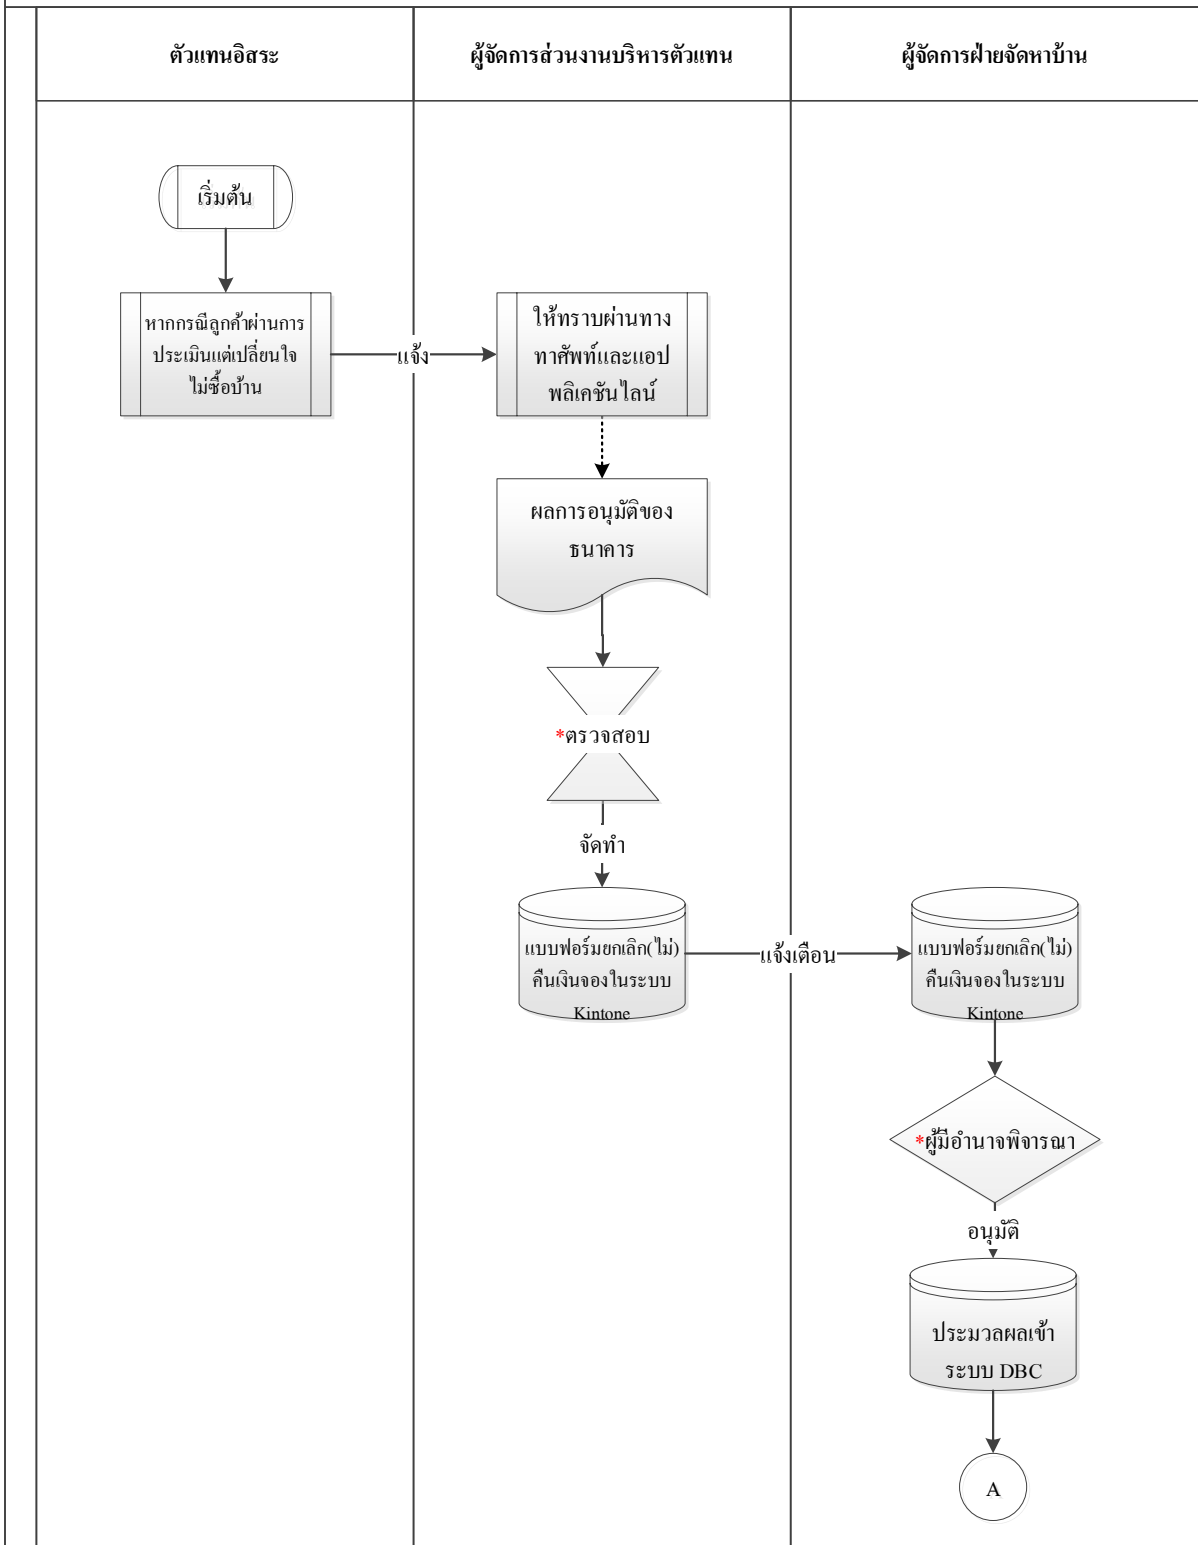 ตัวแทนอิสระ
ผู้จัดการส่วนงานบริหารตัวแทน
ผู้จัดการฝ่ายจัดหาบ้าน
เริ่มต้น
หากกรณีลูกค้าผ่านการ
ประเมินแต่เปลี่ยนใจ
ไม่ซื้อบ้าน
แจ้ง
ให้ทราบผ่านทาง
ทาศัพท์และแอป
พลิเคชันไลน์
ผลการอนุมัติของ
ธนาคาร
*ตรวจสอบ
จัดทำ
แบบฟอร์มยกเลิก(ไม่)
คืนเงินจองในระบบ
Kintone
แจ้งเตือน
แบบฟอร์มยกเลิก(ไม่)
คืนเงินจองในระบบ
Kintone
*ผู้มีอำนาจพิจารณา
อนุมัติ
ประมวลผลเข้า
ระบบ DBC
A